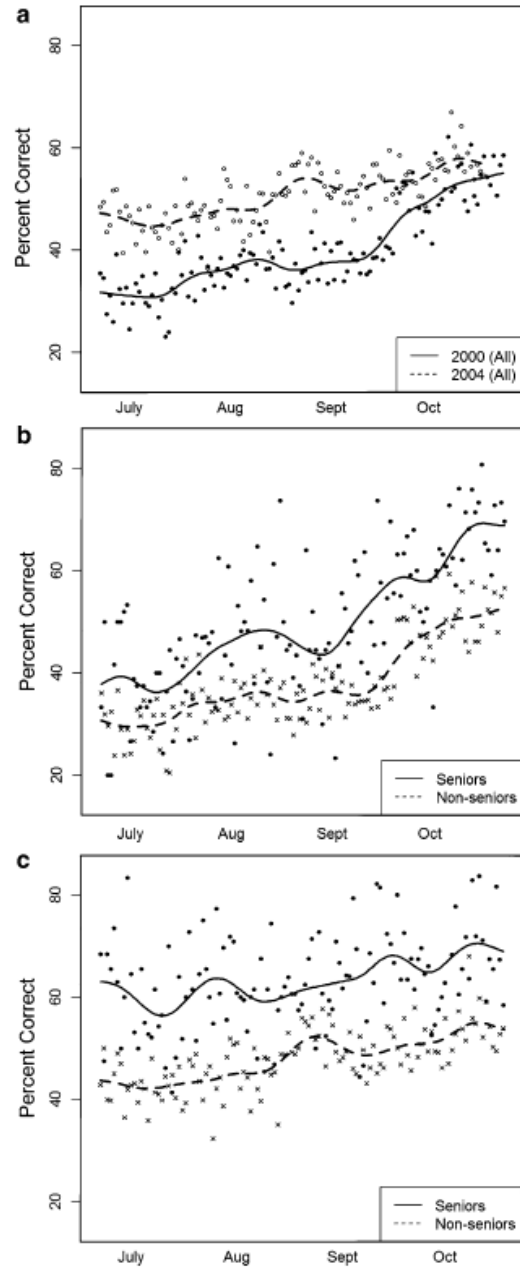 a
80
60
40
20
Percent Correct
2000 (All)
2004 (All)
July Aug Sept Oct
b
80
60
40
20
Percent Correct
Seniors
Non-seniors
July Aug Sept Oct
c
80
60
40
20
Percent Correct
Seniors
Non-seniors
July Aug Sept Oct